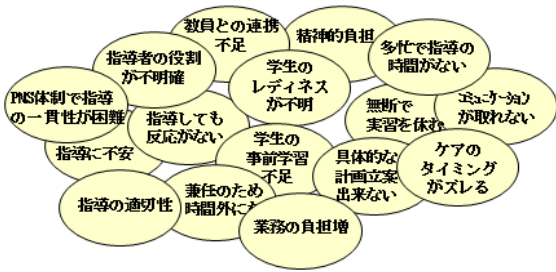 教員との連携
不足
精神的負担
多忙で指導の
時間がない
指導者の役割
が不明確
学生の
レディネス
が不明
PNS体制で指導
の一貫性が困難
指導しても
反応がない
無断で
実習を休む
コミュニケーション
が取れない
指導に不安
学生の
事前学習
不足
具体的な
計画立案
出来ない
ケアの
タイミング
がズレる
指導の適切性
兼任のため
時間外に
業務の負担増